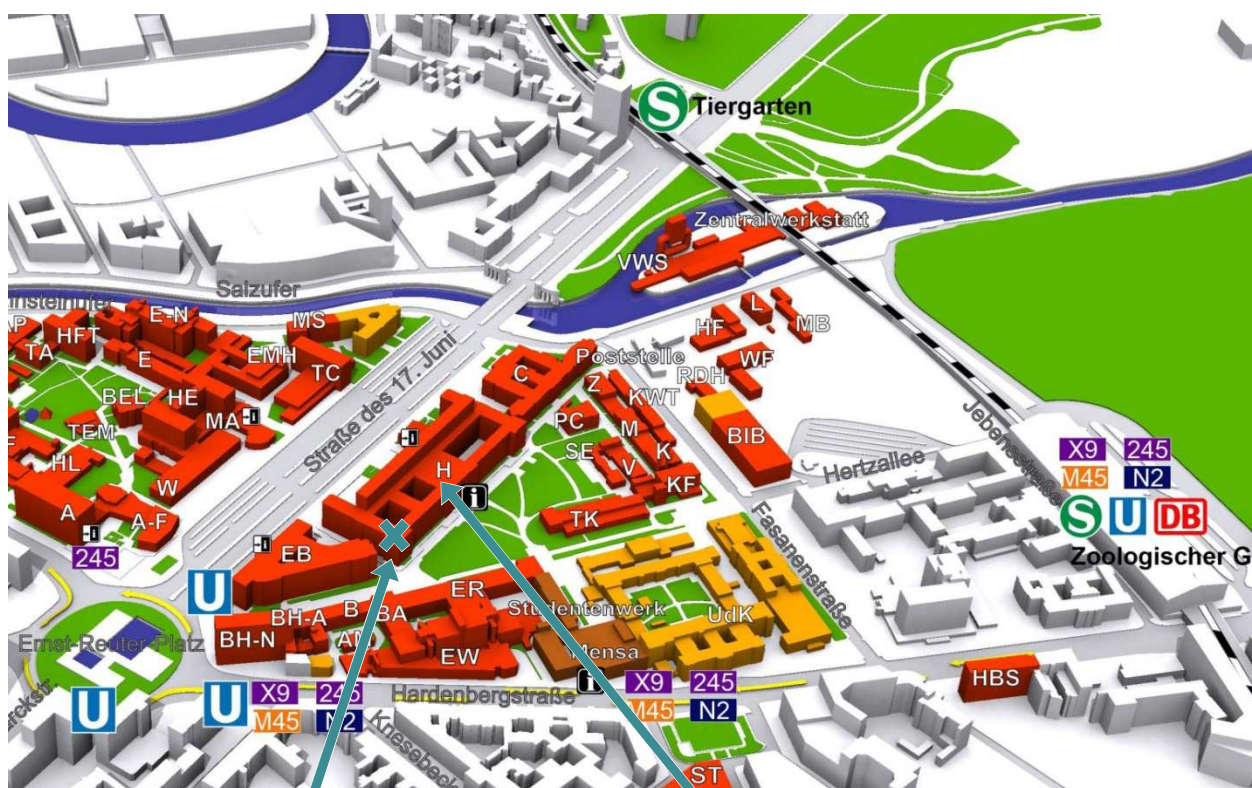 S Tiergarten
Zentralwerkstatt
VWS
Salzufer
E-N
MS
L
MB
HF
HFT
TA
E
EMH
TC
C
Poststelle
WF
RDH
Z
KWT
BEL
HE
MA
PC
M
BIB
TEM
Straße des 17. Juni
SE
V
K
KF
Jebensstraße
X9 245
M45 N2
HL
W
H
i
Hertzallee
A
A-F
TK
S U DB
245
EB
Fasanenstraße
Zoologischer G
U
ER
B
BA
Studentenwerk
UdK
BH-A
BH-N
Ernst-Reuter-Platz
EW
Mensa
HBS
U
U
X9 245
M45 N2
Hardenbergstraße
i
X9 245
M45 N2
ST